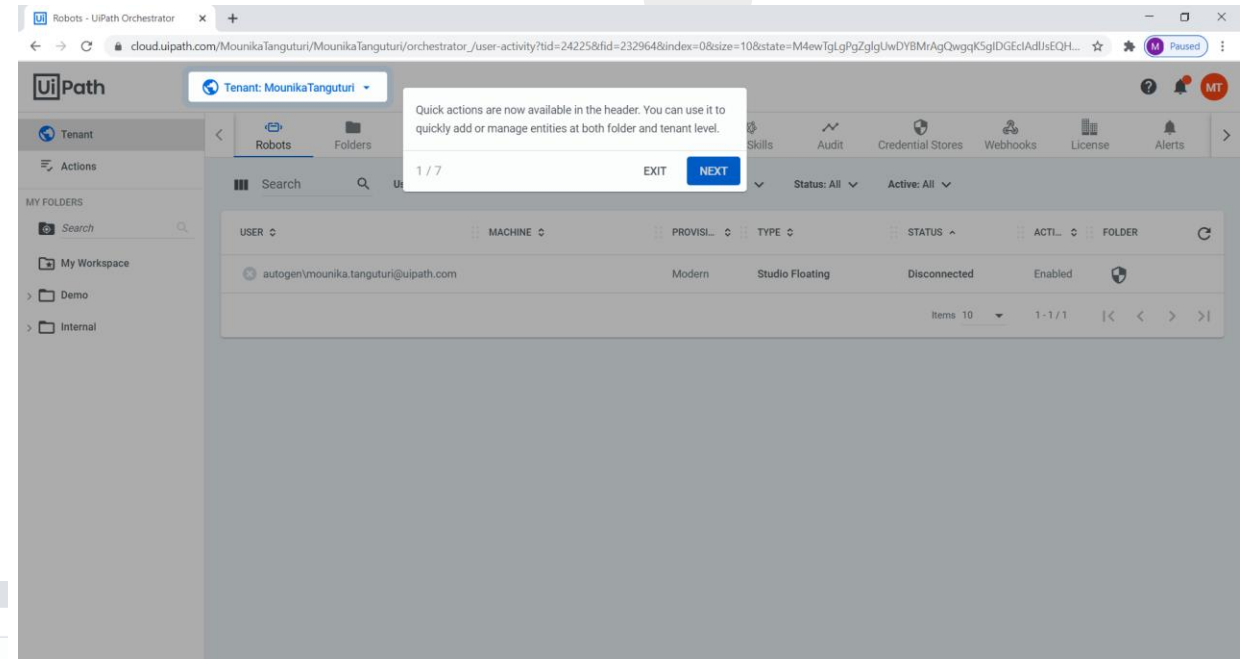 Robots - UiPath Orchestrator
cloud.uipath.com/MounikaTanguturi/MounikaTanguturi/orchestrator_/user-activity?tid=24225&fid=232964&index=0&size=10&state=M4ewTgLgPgZglgUwDYBMrAgQwgqK5gIDGEcIAdIJsEQH...
M Paused
UiPath
Tenant: MounikaTanguturi
MT
Quick actions are now available in the header. You can use it to
quickly add or manage entities at both folder and tenant level.
1 / 7 EXIT NEXT
Tenant
Actions
MY FOLDERS
Search
My Workspace
Demo
Internal
Robots Folders Skills Audit Credential Stores Webhooks License Alerts
Search Status: All Active: All
USER MACHINE PROVISI... TYPE STATUS ACTI... FOLDER
autogen\mounika.tanguturi@uipath.com Modern Studio Floating Disconnected Enabled
Items 10 1 - 1 / 1